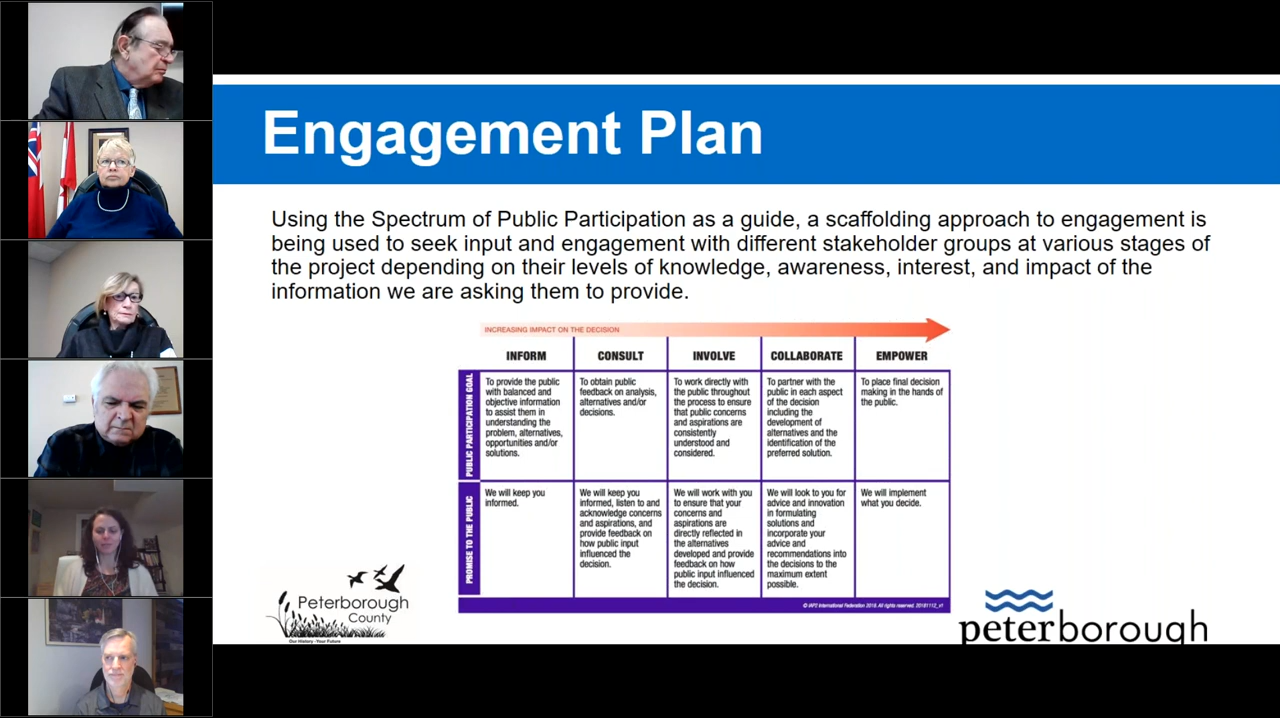 Engagement Plan
Using the Spectrum of Public Participation as a guide, a scaffolding approach to engagement is
being used to seek input and engagement with different stakeholder groups at various stages of
the project depending on their levels of knowledge, awareness, interest, and impact of the
information we are asking them to provide.
INCREASING IMPACT ON THE DECISION
INFORM
CONSULT
INVOLVE
COLLABORATE
EMPOWER
PUBLIC PARTICIPATION GOAL
To provide the public
with balanced and
objective information
to assist them in
understanding the
problem, alternatives,
opportunities and/or
solutions.
To obtain public
feedback on analysis,
alternatives and/or
decisions.
To work directly with
the public throughout
the process to ensure
that public concerns
and aspirations are
consistently
understood and
considered.
To partner with the
public in each aspect
of the decision
including the
development of
alternatives and the
identification of the
preferred solution.
To place final decision
making in the hands of
the public.
PROMISE TO THE PUBLIC
We will keep you
informed.
We will keep you
informed, listen to and
acknowledge concerns
and aspirations, and
provide feedback on
how public input
influenced the
decision.
We will work with you
to ensure that your
concerns and
aspirations are
directly reflected in
the alternatives
developed and provide
feedback on how
public input influenced
the decision.
We will look to you for
advice and innovation
in formulating
solutions and
incorporate your
advice and
recommendations into
the decisions to the
maximum extent
possible.
We will implement
what you decide.
© IAP2 International Federation 2018. All rights reserved. 20181112_v1
Peterborough
County
Our History - Your Future
peterborough